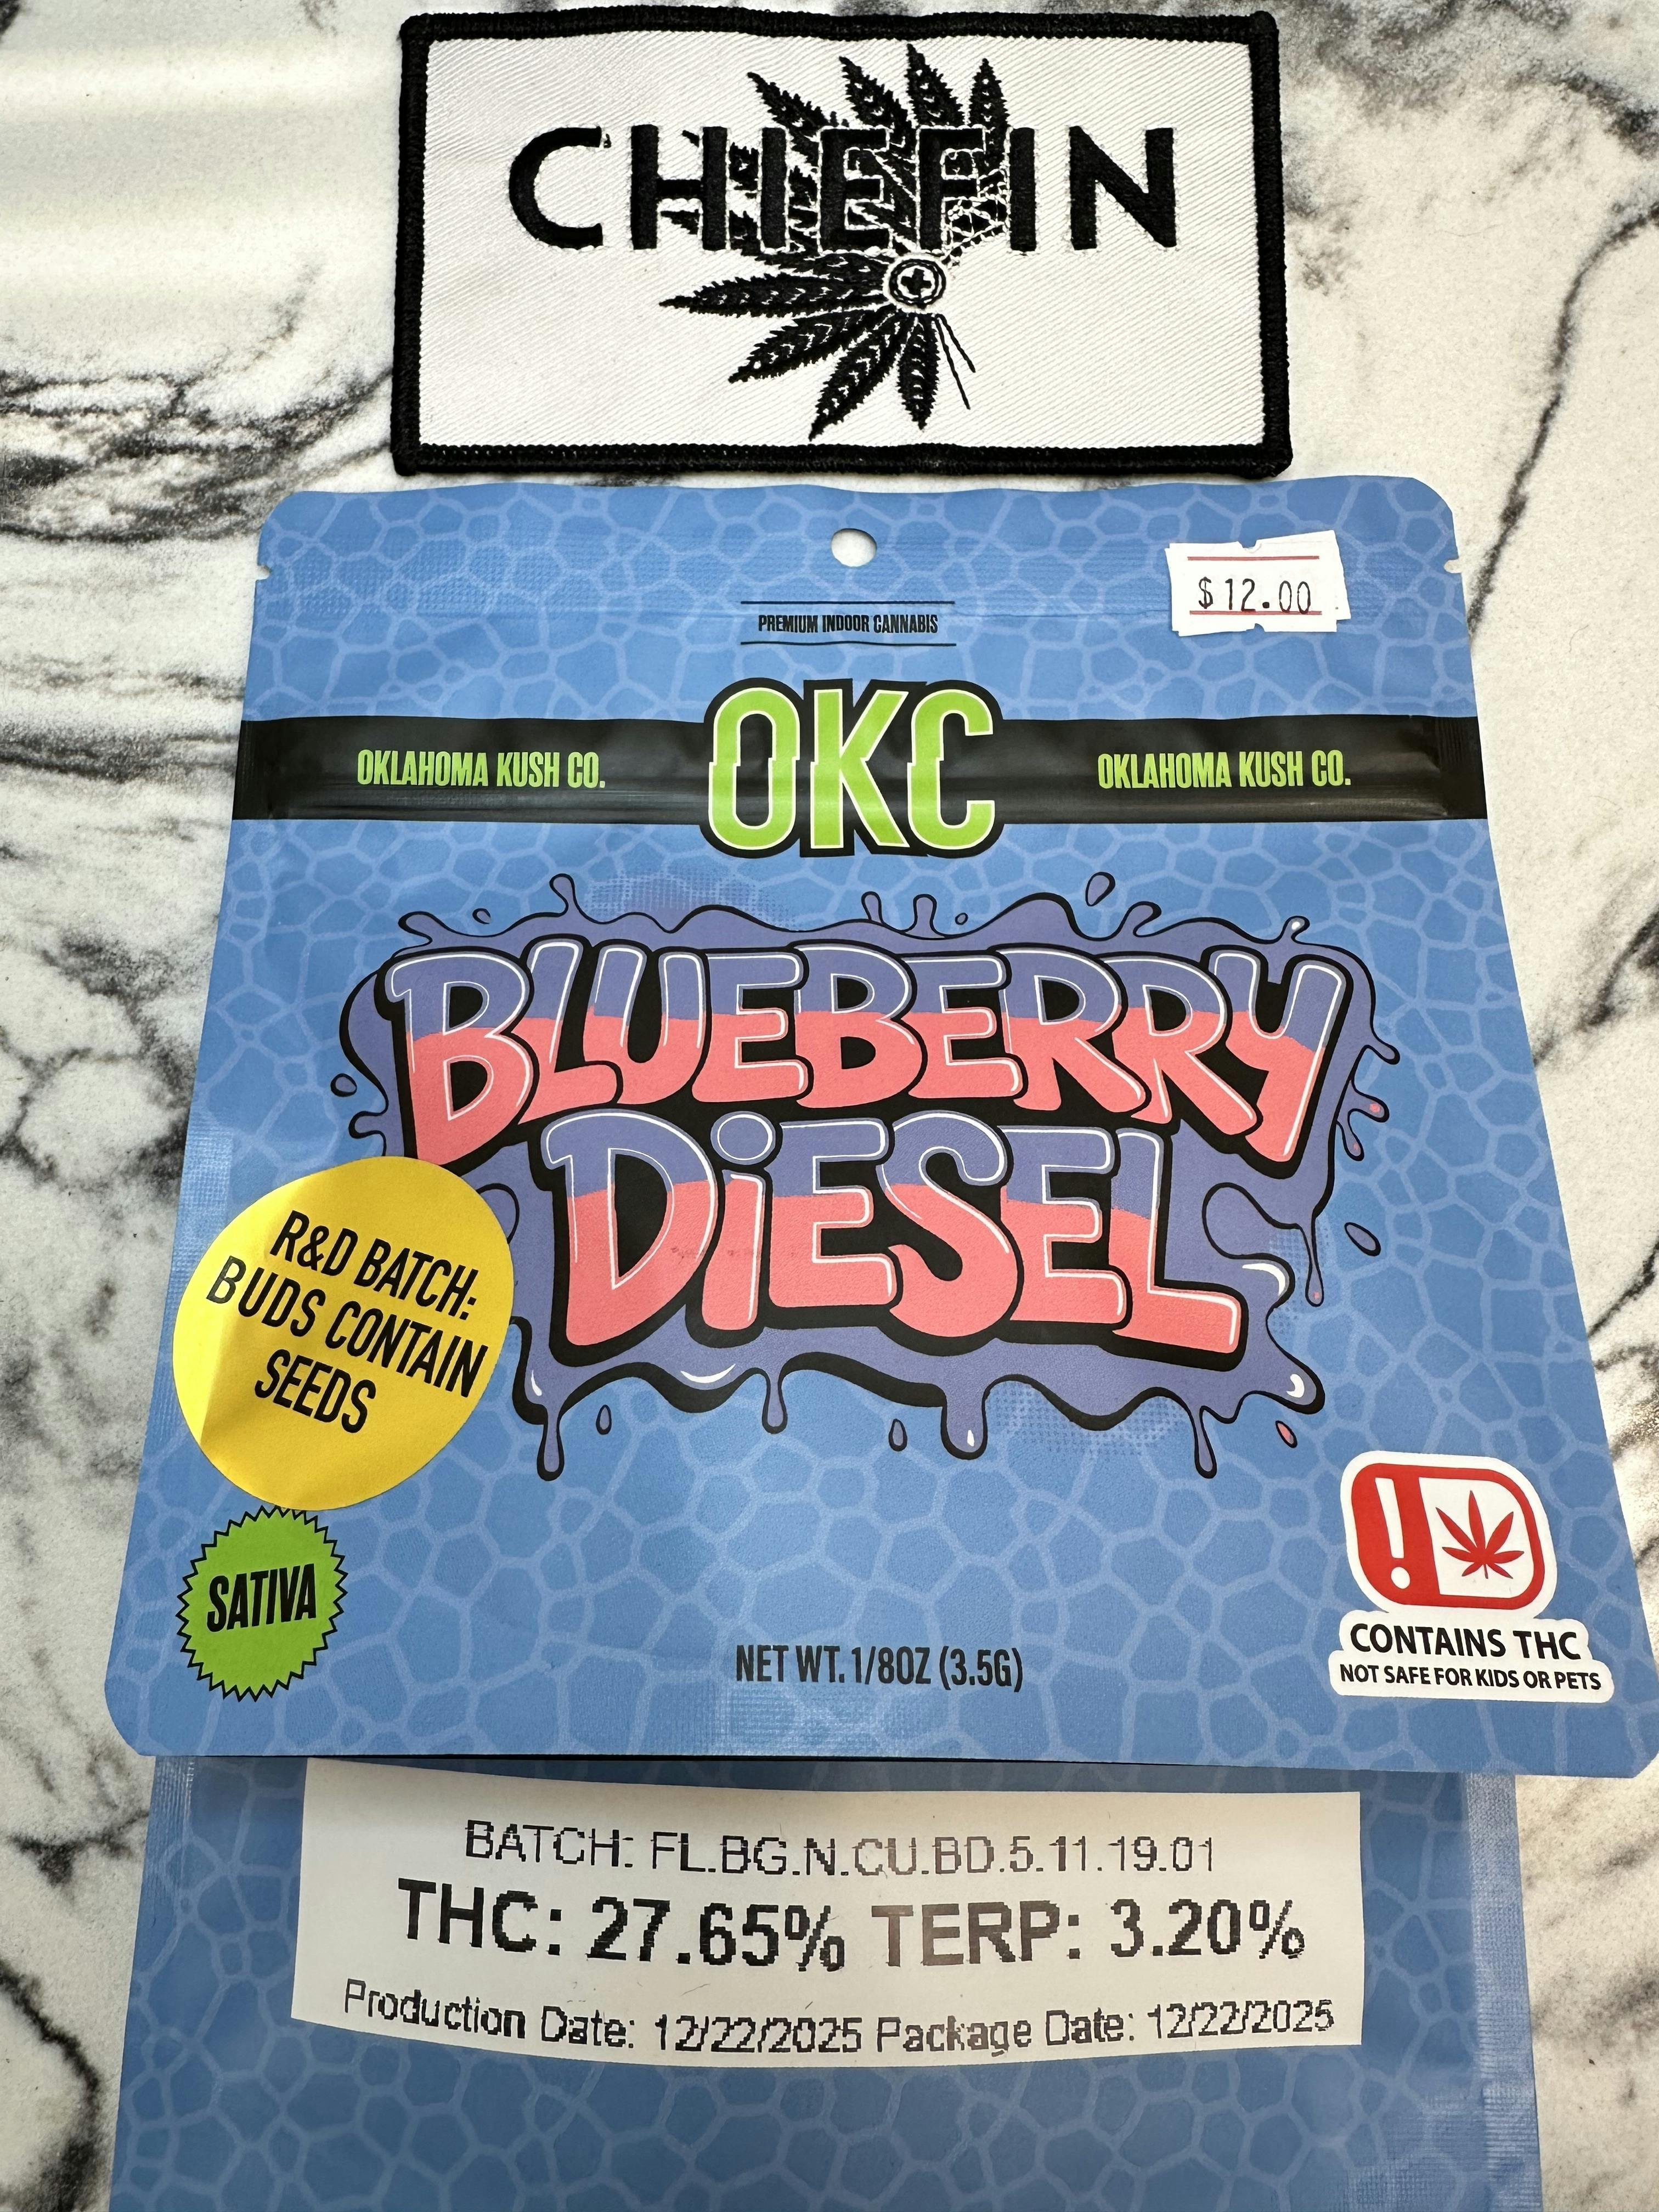 CHIEFIN
$12.00
PREMIUM INDOOR CANNABIS
OKC
OKLAHOMA KUSH CO.
OKLAHOMA KUSH CO.
BLUEBERRY
DiESEL
R&D BATCH:
BUDS CONTAIN
SEEDS
SATIVA
NET WT. 1/8OZ (3.5G)
!
CONTAINS THC
NOT SAFE FOR KIDS OR PETS
BATCH: FL.BG.N.CU.BD.5.11.19.01
THC: 27.65% TERP: 3.20%
Production Date: 12/22/2025 Package Date: 12/22/2025